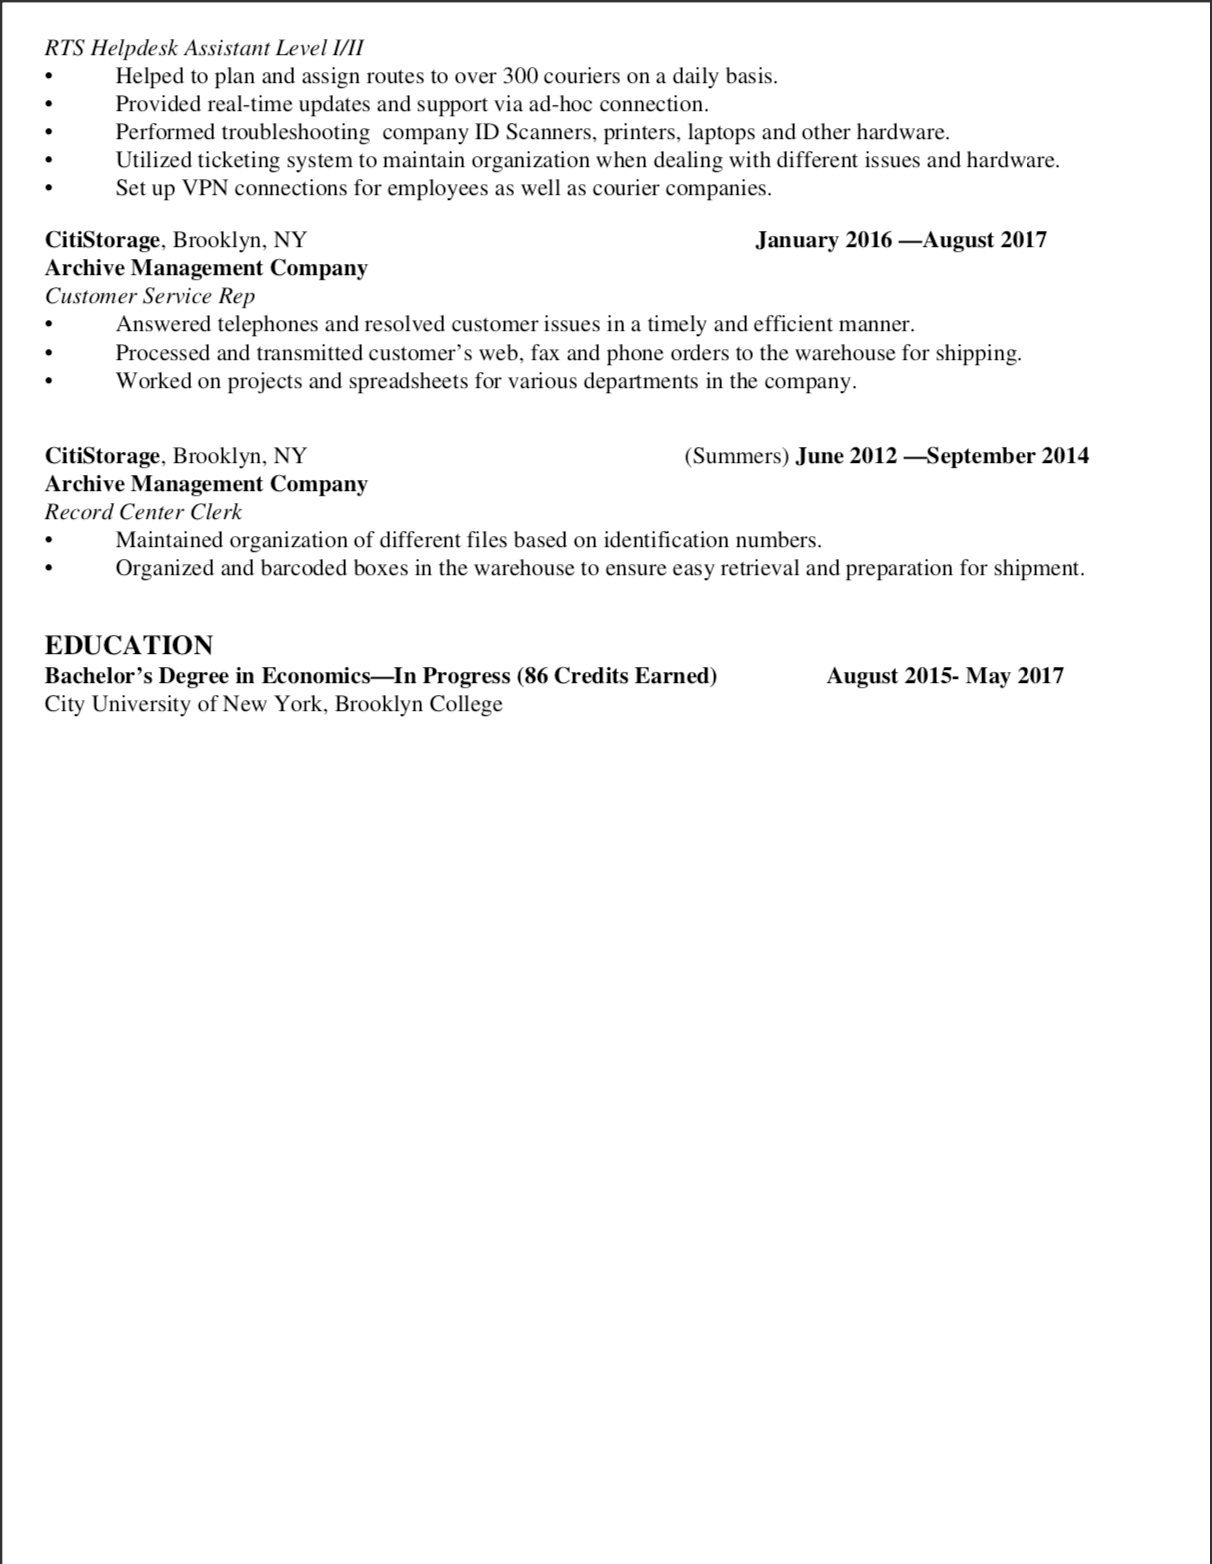 RTS Helpdesk Assistant Level I/II
• Helped to plan and assign routes to over 300 couriers on a daily basis.
• Provided real-time updates and support via ad-hoc connection.
• Performed troubleshooting  company ID Scanners, printers, laptops and other hardware.
• Utilized ticketing system to maintain organization when dealing with different issues and hardware.
• Set up VPN connections for employees as well as courier companies.
CitiStorage, Brooklyn, NY January 2016 —August 2017
Archive Management Company
Customer Service Rep
• Answered telephones and resolved customer issues in a timely and efficient manner.
• Processed and transmitted customer’s web, fax and phone orders to the warehouse for shipping.
• Worked on projects and spreadsheets for various departments in the company.
CitiStorage, Brooklyn, NY (Summers) June 2012 —September 2014
Archive Management Company
Record Center Clerk
• Maintained organization of different files based on identification numbers.
• Organized and barcoded boxes in the warehouse to ensure easy retrieval and preparation for shipment.
EDUCATION
Bachelor’s Degree in Economics—In Progress (86 Credits Earned) August 2015- May 2017
City University of New York, Brooklyn College